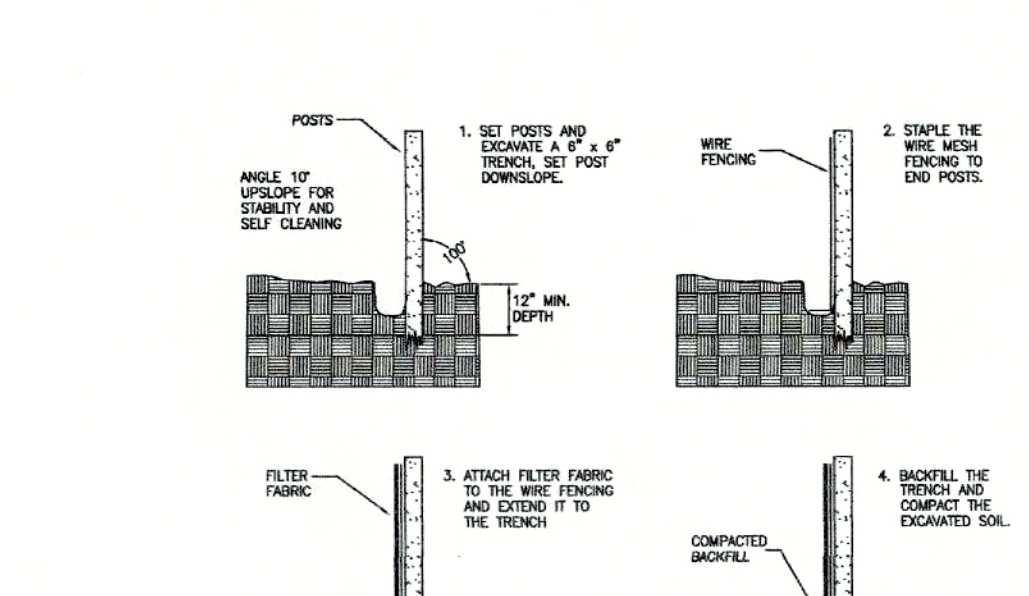 POSTS
1. SET POSTS AND
EXCAVATE A 6" x 6"
TRENCH, SET POST
DOWNSLOPE.
ANGLE 10°
UPSLOPE FOR
STABILITY AND
SELF CLEANING
100°
12" MIN.
DEPTH
WIRE
FENCING
2. STAPLE THE
WIRE MESH
FENCING TO
END POSTS.
FILTER
FABRIC
3. ATTACH FILTER FABRIC
TO THE WIRE FENCING
AND EXTEND IT TO
THE TRENCH
4. BACKFILL THE
TRENCH AND
COMPACT THE
EXCAVATED SOIL.
COMPACTED
BACKFILL